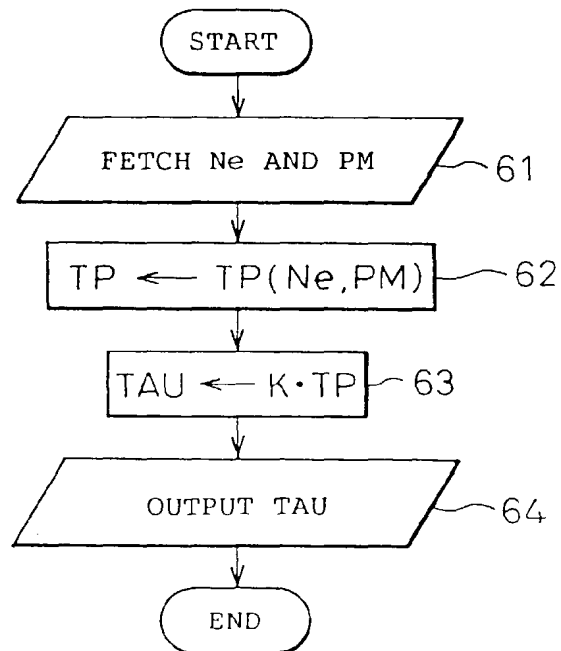 START
FETCH Ne AND PM
61
TP ← TP(Ne,PM)
62
TAU ← K·TP
63
OUTPUT TAU
64
END